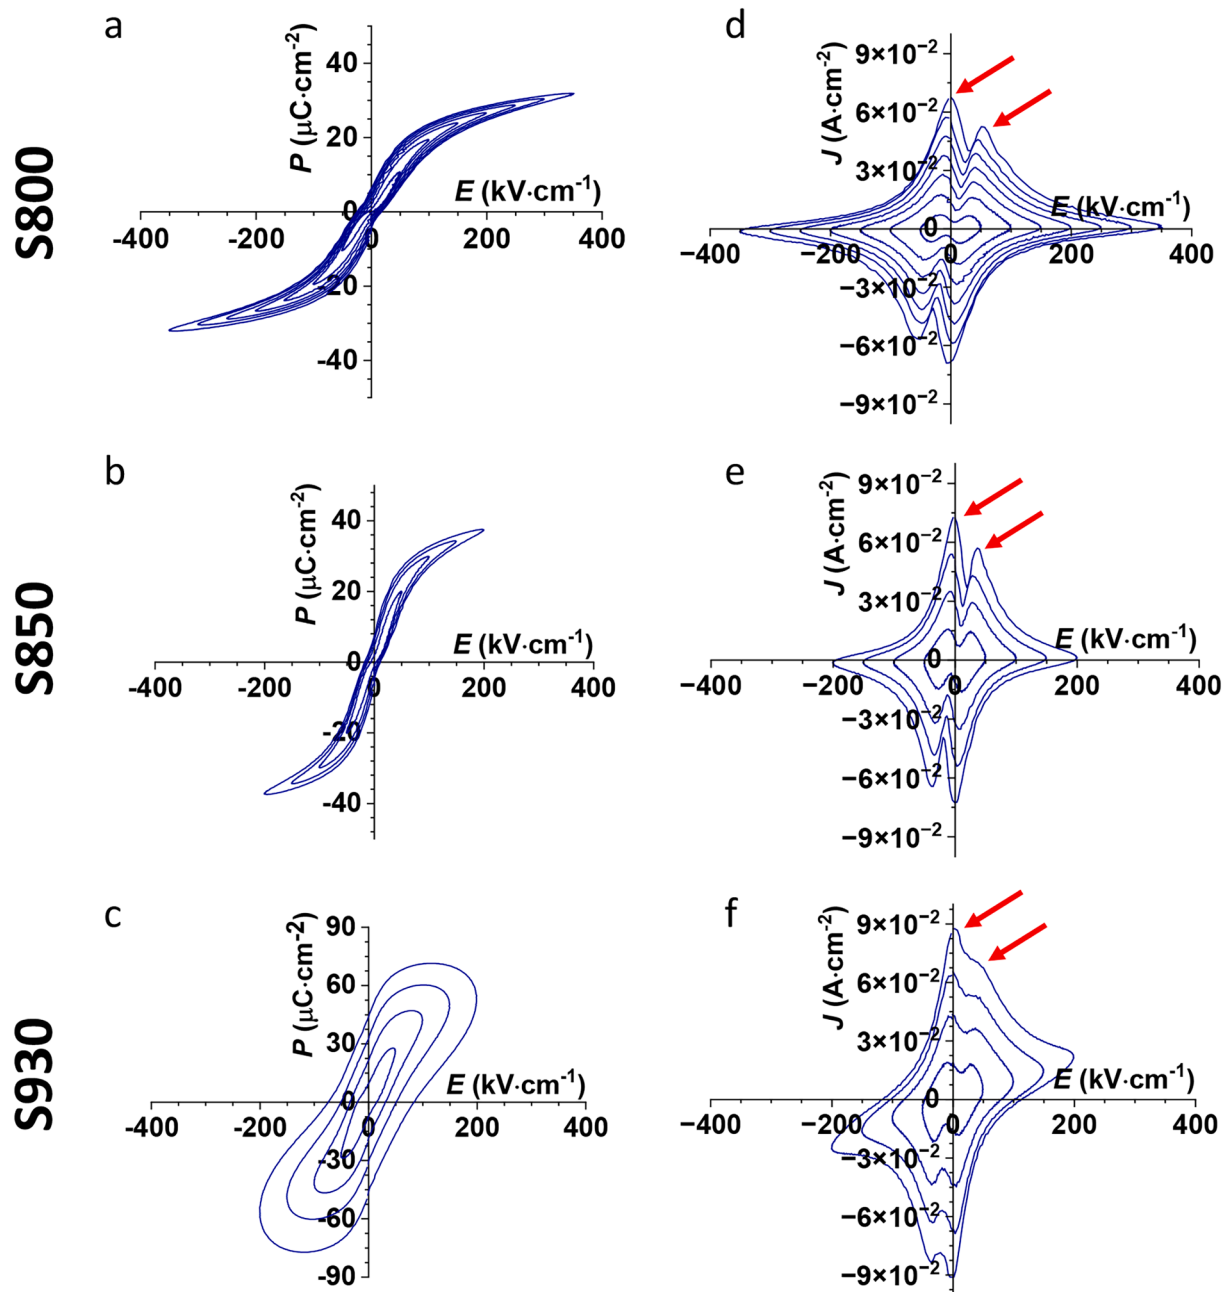 a
P (μC·cm⁻²)
40
20
0
-20
-40
E (kV·cm⁻¹)
-400 -200 0 200 400
d
J (A·cm⁻²)
9×10⁻²
6×10⁻²
3×10⁻²
0
−3×10⁻²
−6×10⁻²
−9×10⁻²
E (kV·cm⁻¹)
−400 −200 0 200 400
S800
b
P (μC·cm⁻²)
40
20
0
-20
-40
E (kV·cm⁻¹)
-400 -200 0 200 400
e
J (A·cm⁻²)
9×10⁻²
6×10⁻²
3×10⁻²
0
−3×10⁻²
−6×10⁻²
−9×10⁻²
E (kV·cm⁻¹)
−400 −200 0 200 400
S850
c
P (μC·cm⁻²)
90
60
30
0
-30
-60
-90
E (kV·cm⁻¹)
-400 -200 0 200 400
f
J (A·cm⁻²)
9×10⁻²
6×10⁻²
3×10⁻²
0
−3×10⁻²
−6×10⁻²
−9×10⁻²
E (kV·cm⁻¹)
−400 −200 0 200 400
S930